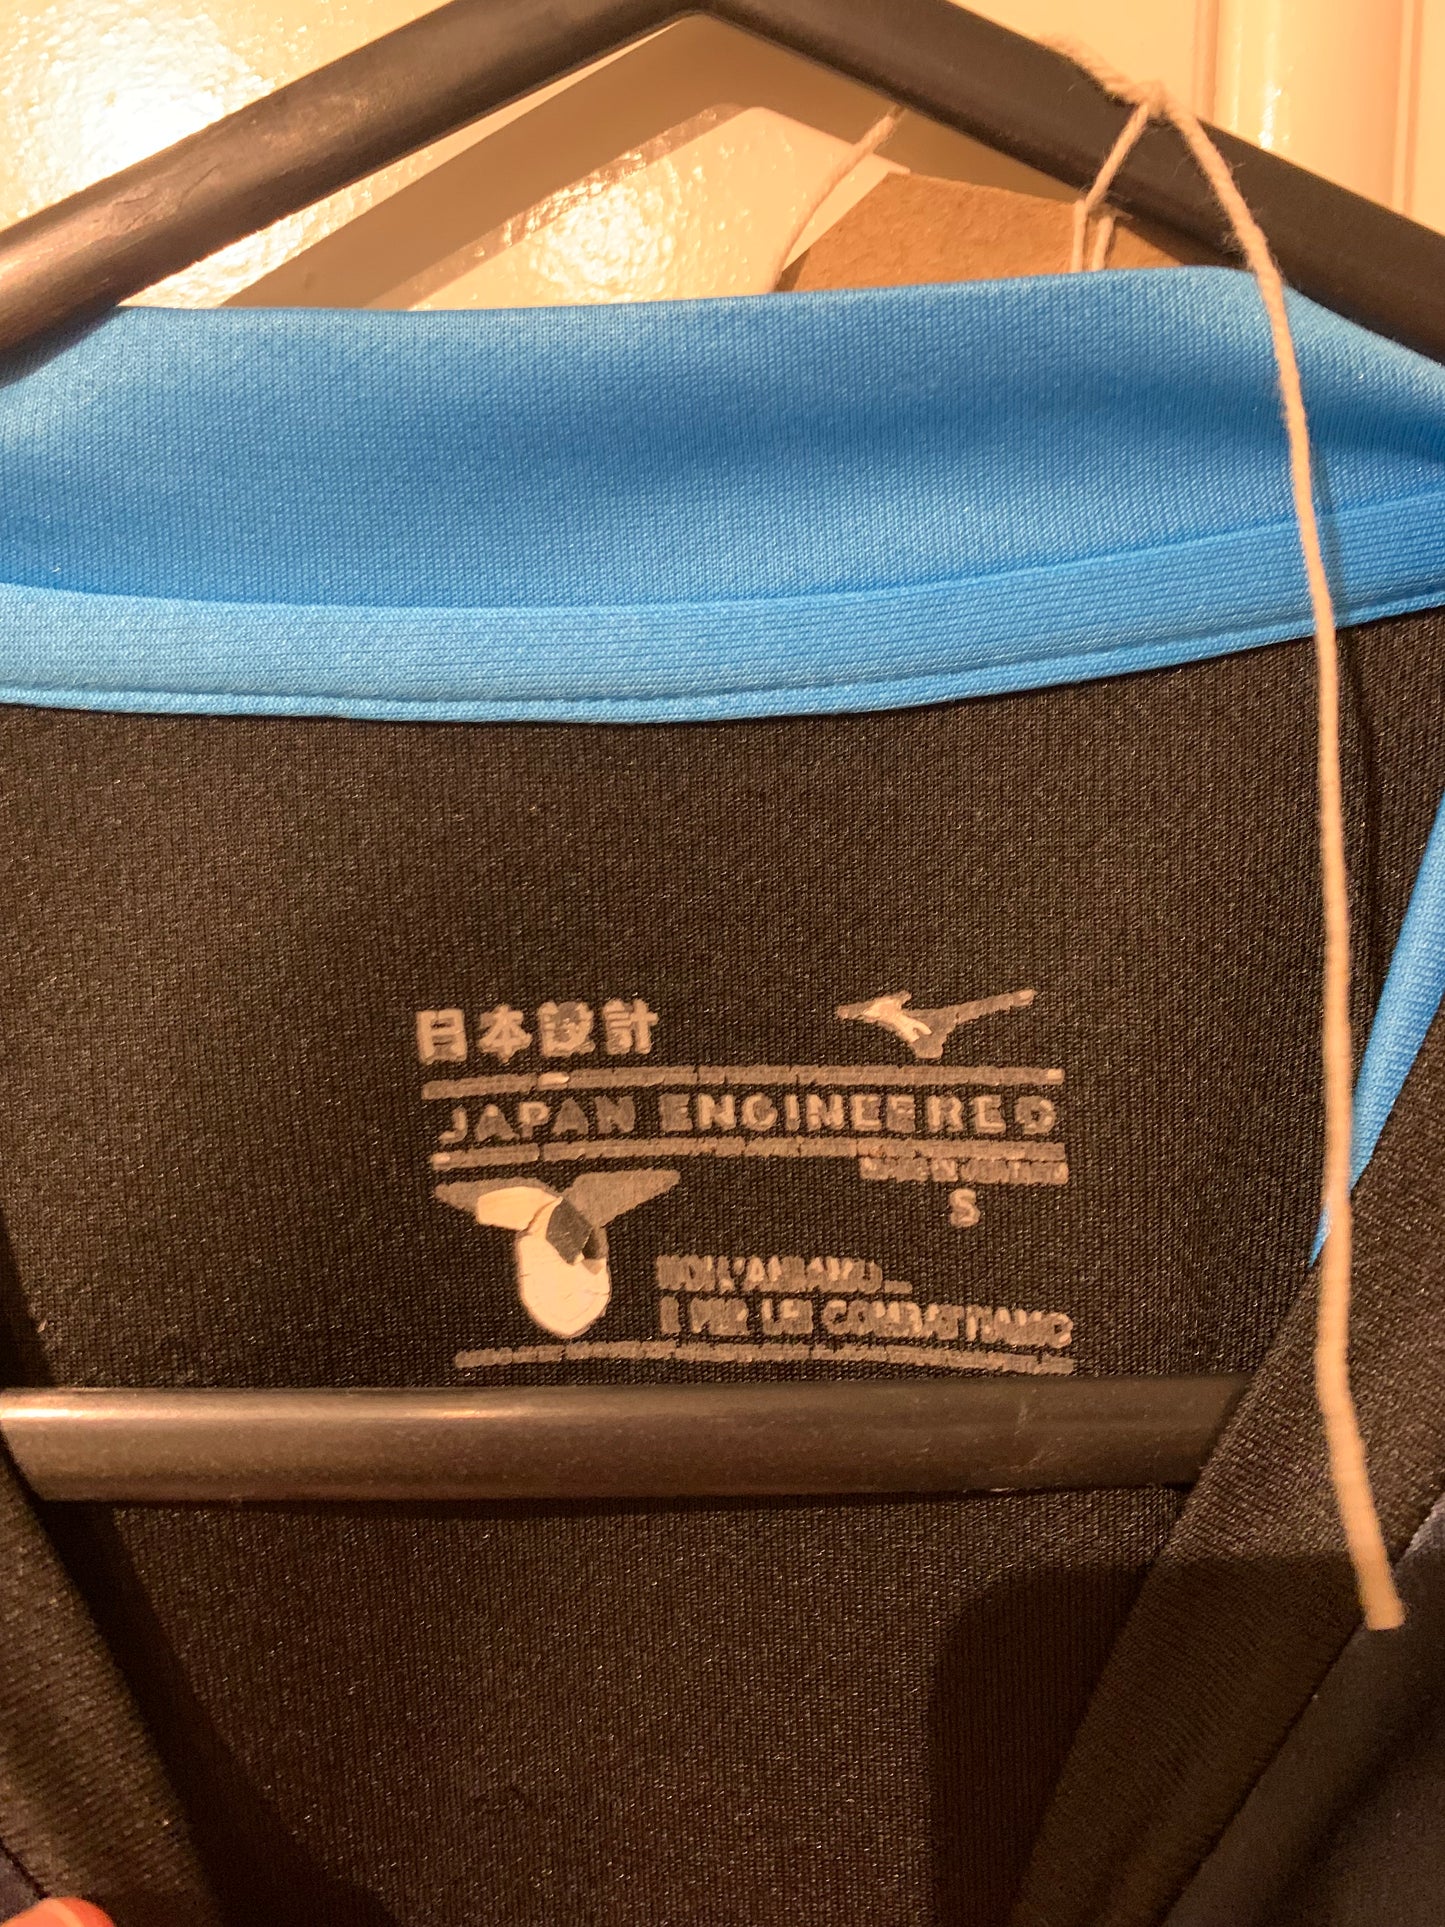 日本設計
JAPAN ENGINEERED
S
NOI L'AMIAMO...
E PER LEI COMBATTIAMO